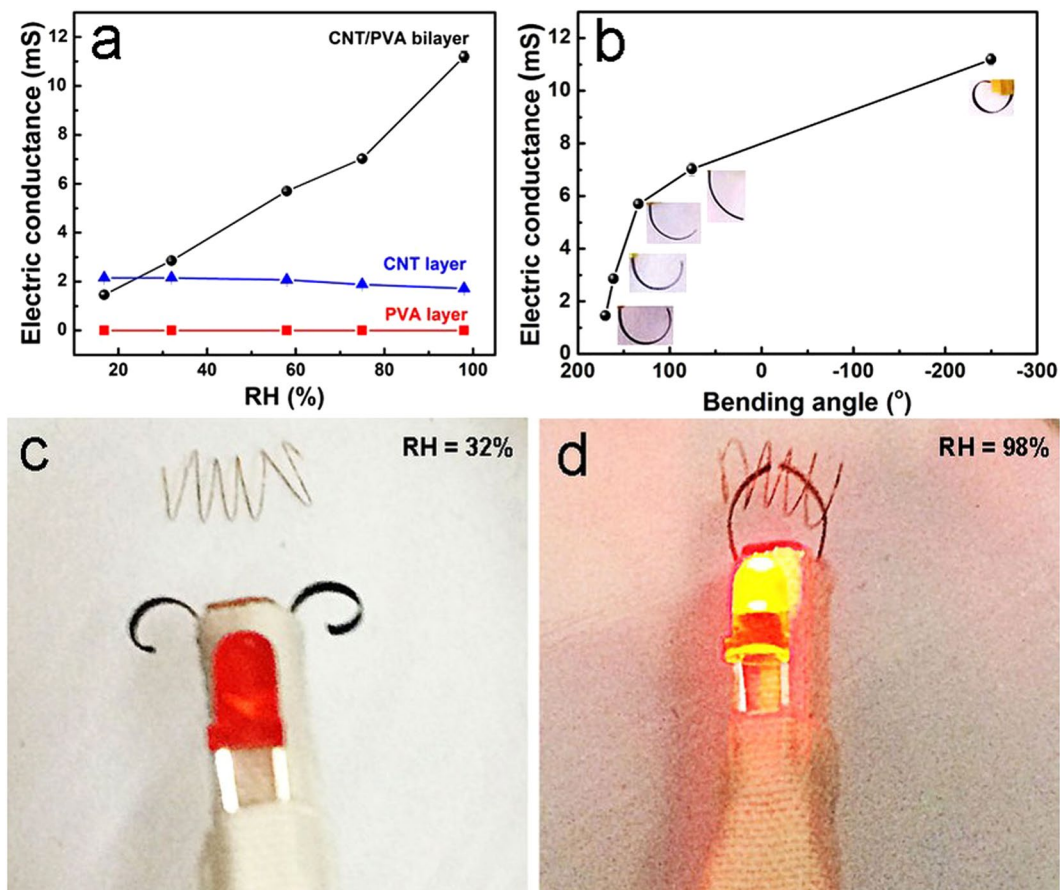 a
Electric conductance (mS)
12
10
8
6
4
2
0
CNT/PVA bilayer
CNT layer
PVA layer
20
40
60
80
100
RH (%)
b
Electric conductance (mS)
12
10
8
6
4
2
0
200
100
0
-100
-200
-300
Bending angle (°)
c
RH = 32%
d
RH = 98%